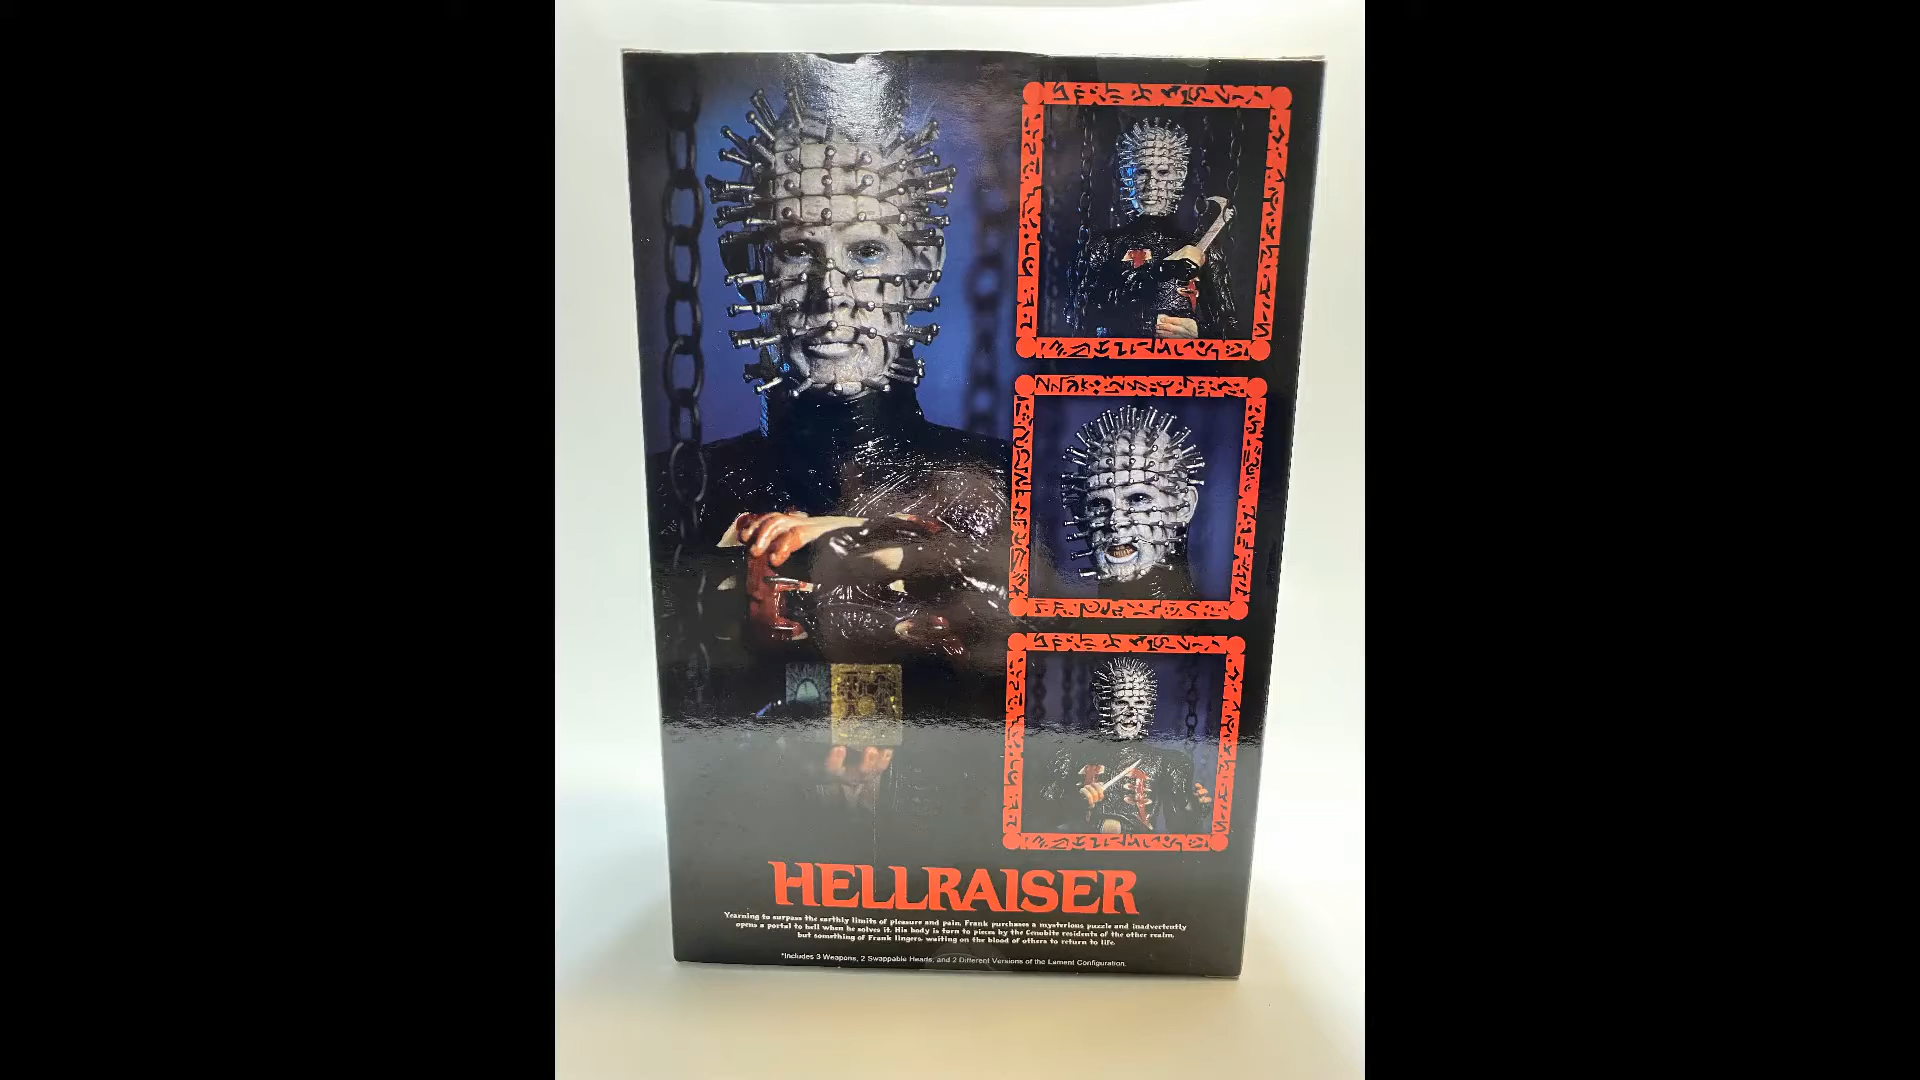 HELLRAISER
Yearning to surpass the earthly limits of pleasure and pain, Frank purchases a mysterious puzzle and inadvertently
opens a portal to hell when he solves it. His body is torn to pieces by the Cenobite residents of the other realm,
but something of Frank lingers, waiting on the blood of others to return to life.
*Includes 3 Weapons, 2 Swappable Heads, and 2 Different Versions of the Lament Configuration.